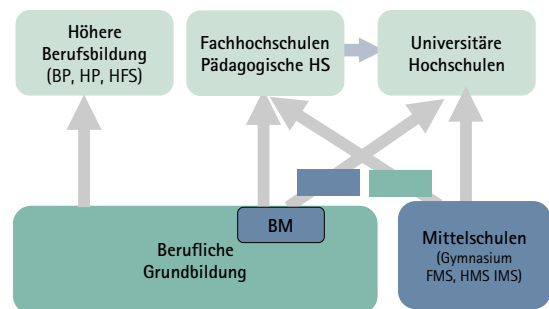 Höhere
Berufsbildung
(BP, HP, HFS)
Fachhochschulen
Pädagogische HS
Universitäre
Hochschulen
BM
Berufliche
Grundbildung
Mittelschulen
(Gymnasium
FMS, HMS IMS)